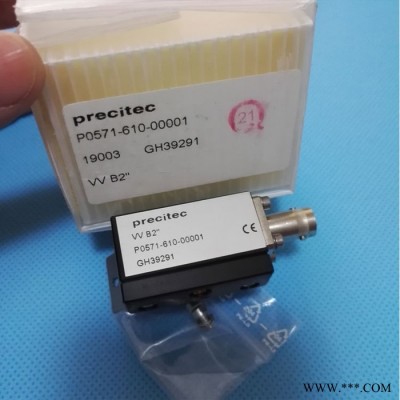 precitec
P0571-610-00001
21
19003 GH39291
VV B2"
precitec
VV B2"
P0571-610-00001
GH39291
CE
WWW.***.COM